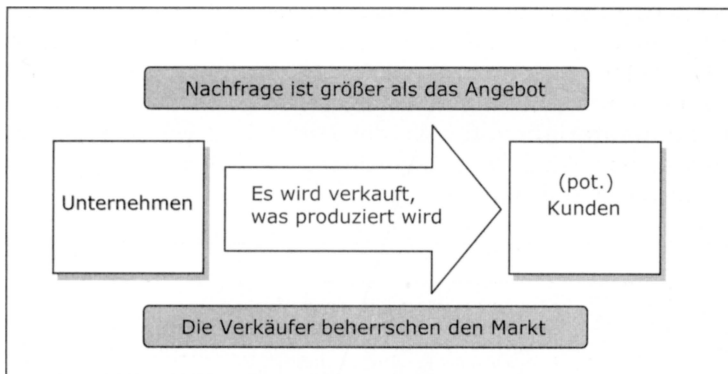 Nachfrage ist größer als das Angebot
Unternehmen
Es wird verkauft,
was produziert wird
(pot.)
Kunden
Die Verkäufer beherrschen den Markt